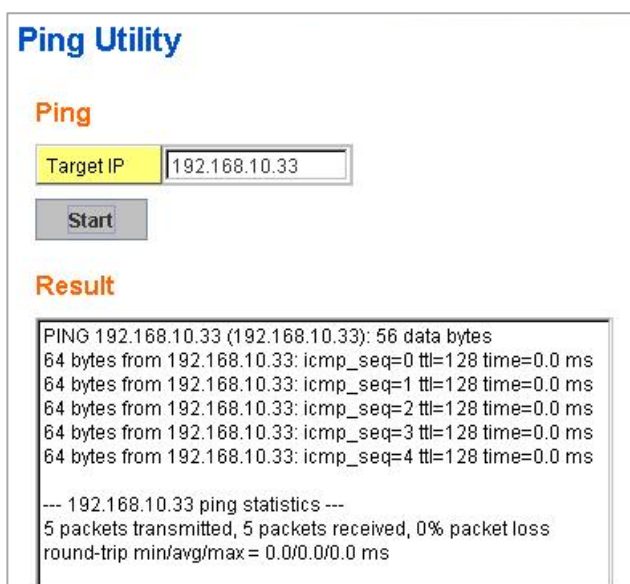 Ping Utility
Ping
Target IP 192.168.10.33
Start
Result
PING 192.168.10.33 (192.168.10.33): 56 data bytes
64 bytes from 192.168.10.33: icmp_seq=0 ttl=128 time=0.0 ms
64 bytes from 192.168.10.33: icmp_seq=1 ttl=128 time=0.0 ms
64 bytes from 192.168.10.33: icmp_seq=2 ttl=128 time=0.0 ms
64 bytes from 192.168.10.33: icmp_seq=3 ttl=128 time=0.0 ms
64 bytes from 192.168.10.33: icmp_seq=4 ttl=128 time=0.0 ms
--- 192.168.10.33 ping statistics ---
5 packets transmitted, 5 packets received, 0% packet loss
round-trip min/avg/max = 0.0/0.0/0.0 ms